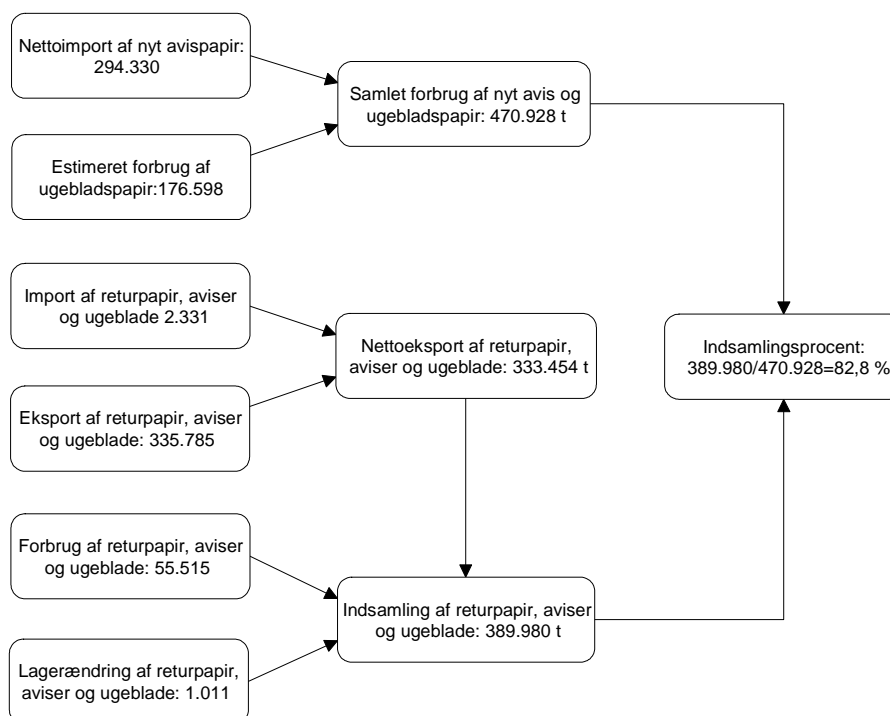 Nettoimport af nyt avispapir:
294.330
Samlet forbrug af nyt avis og
ugebladspapir: 470.928 t
Estimeret forbrug af
ugebladspapir:176.598
Import af returpapir, aviser
og ugeblade 2.331
Nettoeksport af returpapir,
aviser og ugeblade: 333.454 t
Indsamlingsprocent:
389.980/470.928=82,8 %
Eksport af returpapir, aviser
og ugeblade: 335.785
Forbrug af returpapir, aviser
og ugeblade: 55.515
Indsamling af returpapir, aviser
og ugeblade: 389.980 t
Lagerændring af returpapir,
aviser og ugeblade: 1.011